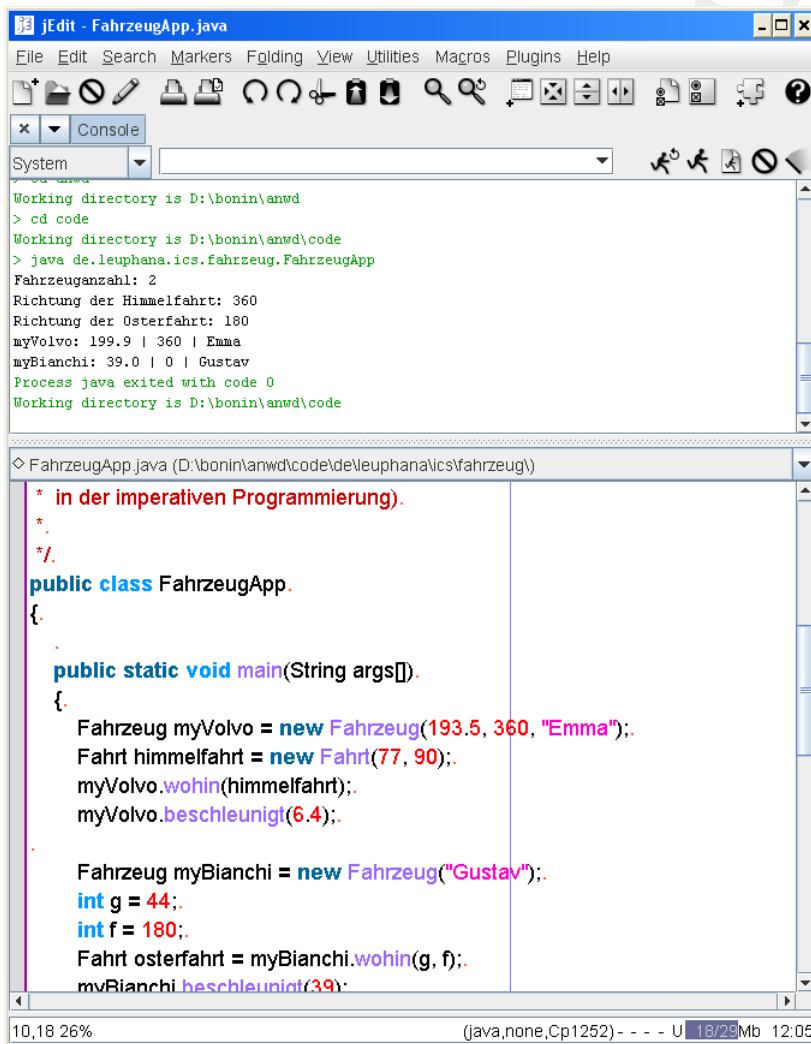 jEdit - FahrzeugApp.java
File Edit Search Markers Folding View Utilities Macros Plugins Help
Console
System
Working directory is D:\bonin\anwd
> cd code
Working directory is D:\bonin\anwd\code
> java de.leuphana.ics.fahrzeug.FahrzeugApp
Fahrzeuganzahl: 2
Richtung der Himmelfahrt: 360
Richtung der Osterfahrt: 180
myVolvo: 199.9 | 360 | Emma
myBianchi: 39.0 | 0 | Gustav
Process java exited with code 0
Working directory is D:\bonin\anwd\code
FahrzeugApp.java (D:\bonin\anwd\code\de\leuphana\ics\fahrzeug\)
* in der imperativen Programmierung).
*.
*/.
public class FahrzeugApp.
{.
.
public static void main(String args[]).
{.
Fahrzeug myVolvo = new Fahrzeug(193.5, 360, "Emma");.
Fahrt himmelfahrt = new Fahrt(77, 90);.
myVolvo.wohin(himmelfahrt);.
myVolvo.beschleunigt(6.4);.
.
Fahrzeug myBianchi = new Fahrzeug("Gustav");.
int g = 44;.
int f = 180;.
Fahrt osterfahrt = myBianchi.wohin(g, f);.
myBianchi.beschleunigt(39);
10,18 26% (java,none,Cp1252) - - - - U 18/29Mb 12:05